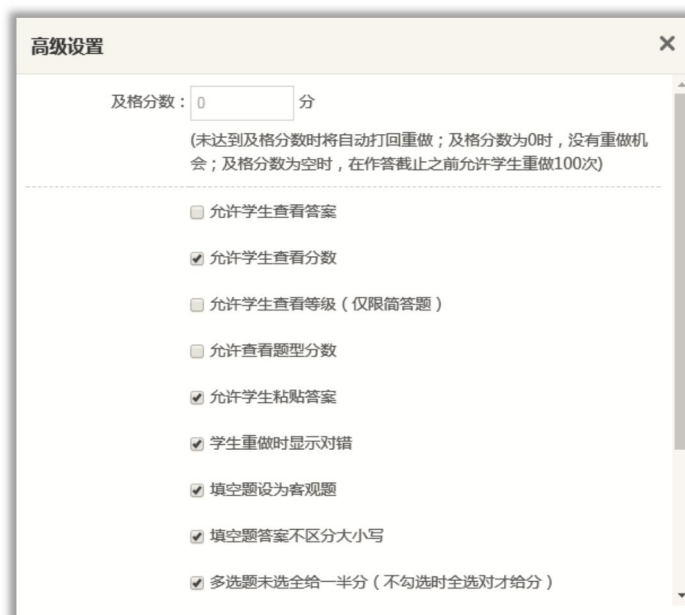 高级设置
及格分数：0 分
(未达到及格分数时将自动打回重做；及格分数为0时，没有重做机
会；及格分数为空时，在作答截止之前允许学生重做100次)
允许学生查看答案
允许学生查看分数
允许学生查看等级（仅限简答题）
允许查看题型分数
允许学生粘贴答案
学生重做时显示对错
填空题设为客观题
填空题答案不区分大小写
多选题未选全给一半分（不勾选时全选对才给分）